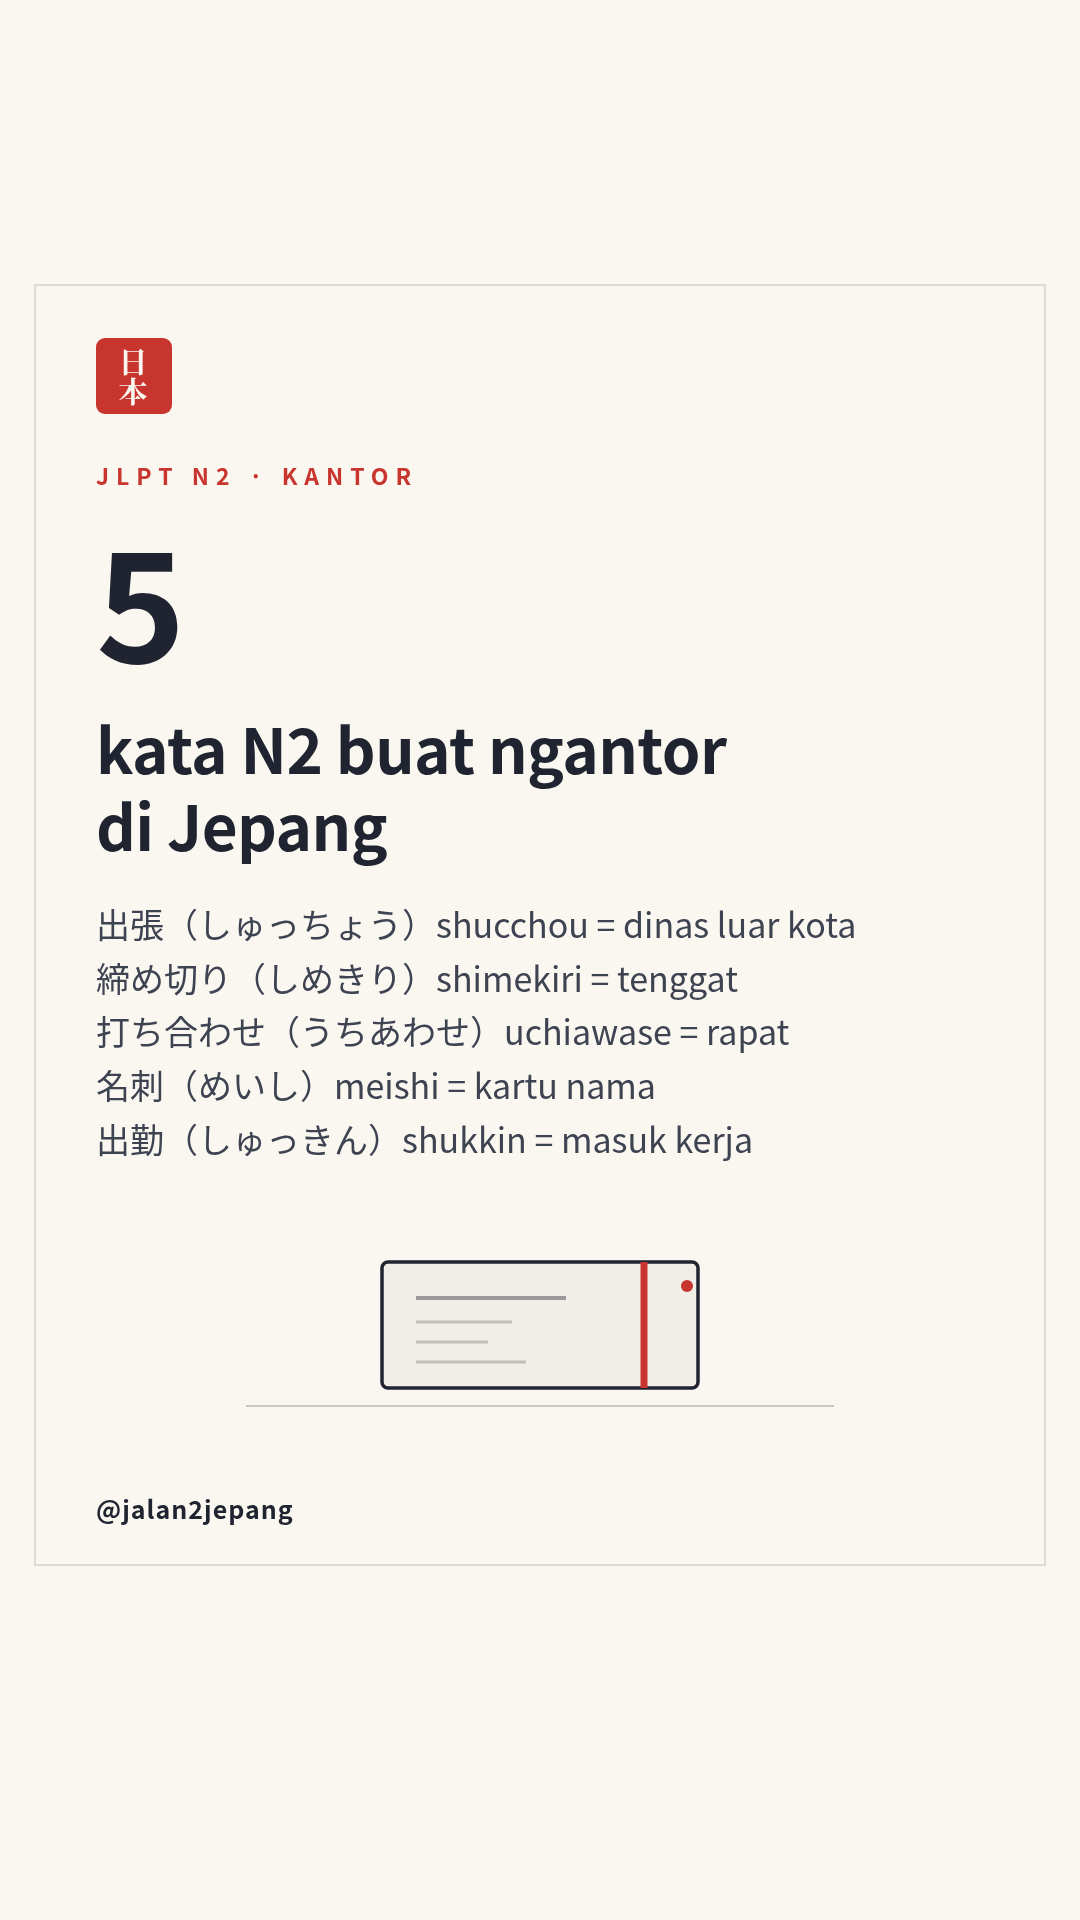 日
本
JLPT N2 · KANTOR
5
kata N2 buat ngantor
di Jepang
出張（しゅっちょう）shucchou = dinas luar kota
締め切り（しめきり）shimekiri = tenggat
打ち合わせ（うちあわせ）uchiawase = rapat
名刺（めいし）meishi = kartu nama
出勤（しゅっきん）shukkin = masuk kerja
@jalan2jepang